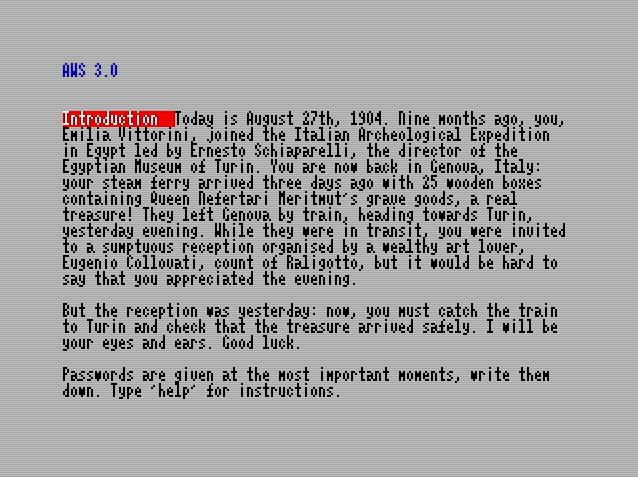 AWS 3.0
Introduction Today is August 27th, 1904. Nine months ago, you,
Emilia Vittorini, joined the Italian Archeological Expedition
in Egypt led by Ernesto Schiaparelli, the director of the
Egyptian Museum of Turin. You are now back in Genova, Italy:
your steam ferry arrived three days ago with 25 wooden boxes
containing Queen Nefertari Meritmut's grave goods, a real
treasure! They left Genova by train, heading towards Turin,
yesterday evening. While they were in transit, you were invited
to a sumptuous reception organised by a wealthy art lover,
Eugenio Collovati, count of Raligotto, but it would be hard to
say that you appreciated the evening.
But the reception was yesterday: now, you must catch the train
to Turin and check that the treasure arrived safely. I will be
your eyes and ears. Good luck.
Passwords are given at the most important moments, write them
down. Type 'help' for instructions.